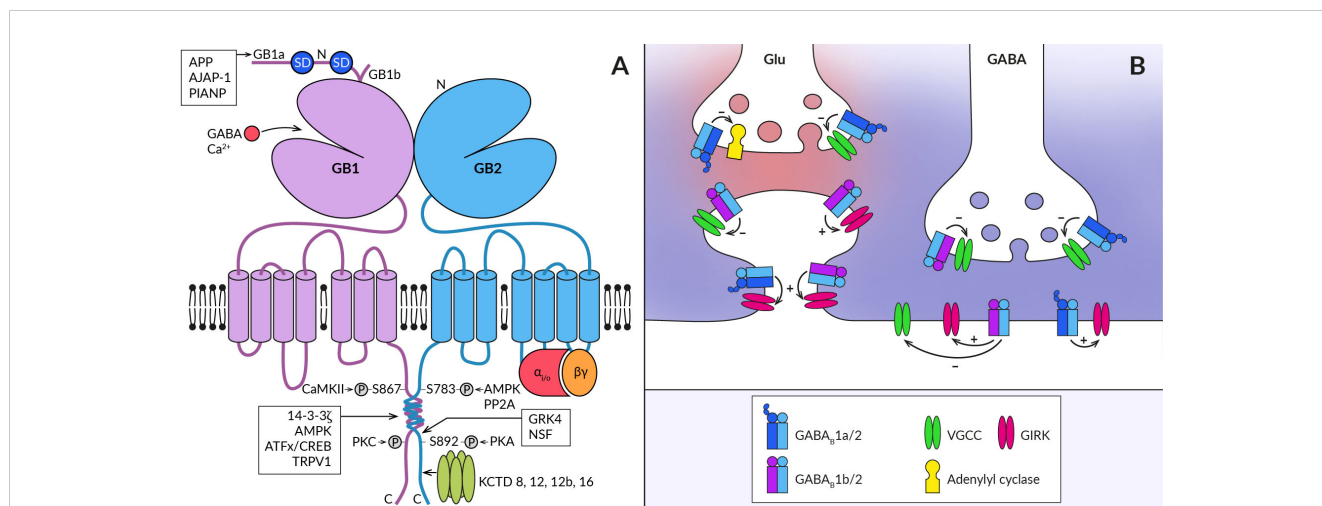 A
GB1a
SD
N
SD
GB1b
APP
AJAP-1
PIANP
N
GABA
Ca²⁺
GB1
GB2
αi/o
βγ
CaMKII
P
S867
S783
P
AMPK
PP2A
14-3-3ζ
AMPK
ATFx/CREB
TRPV1
GRK4
NSF
PKC
P
S892
P
PKA
KCTD 8, 12, 12b, 16
C
C
B
Glu
GABA
–
–
–
+
+
–
–
+
+
–
GABAB1a/2
VGCC
GIRK
GABAB1b/2
Adenylyl cyclase